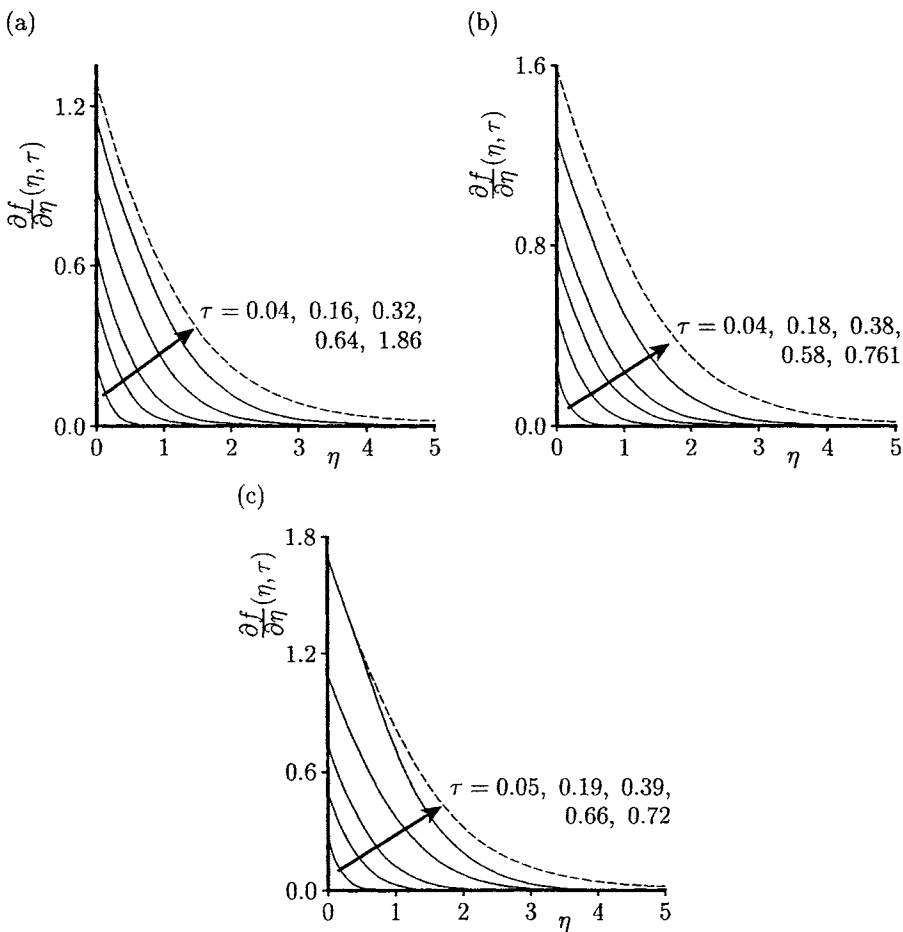 (a)
1.2
0.6
0.0
∂f/∂η (η, τ)
τ = 0.04, 0.16, 0.32,
0.64, 1.86
0 1 2 3 4 5
η
(b)
1.6
0.8
0.0
∂f/∂η (η, τ)
τ = 0.04, 0.18, 0.38,
0.58, 0.761
0 1 2 3 4 5
η
(c)
1.8
1.2
0.6
0.0
∂f/∂η (η, τ)
τ = 0.05, 0.19, 0.39,
0.66, 0.72
0 1 2 3 4 5
η